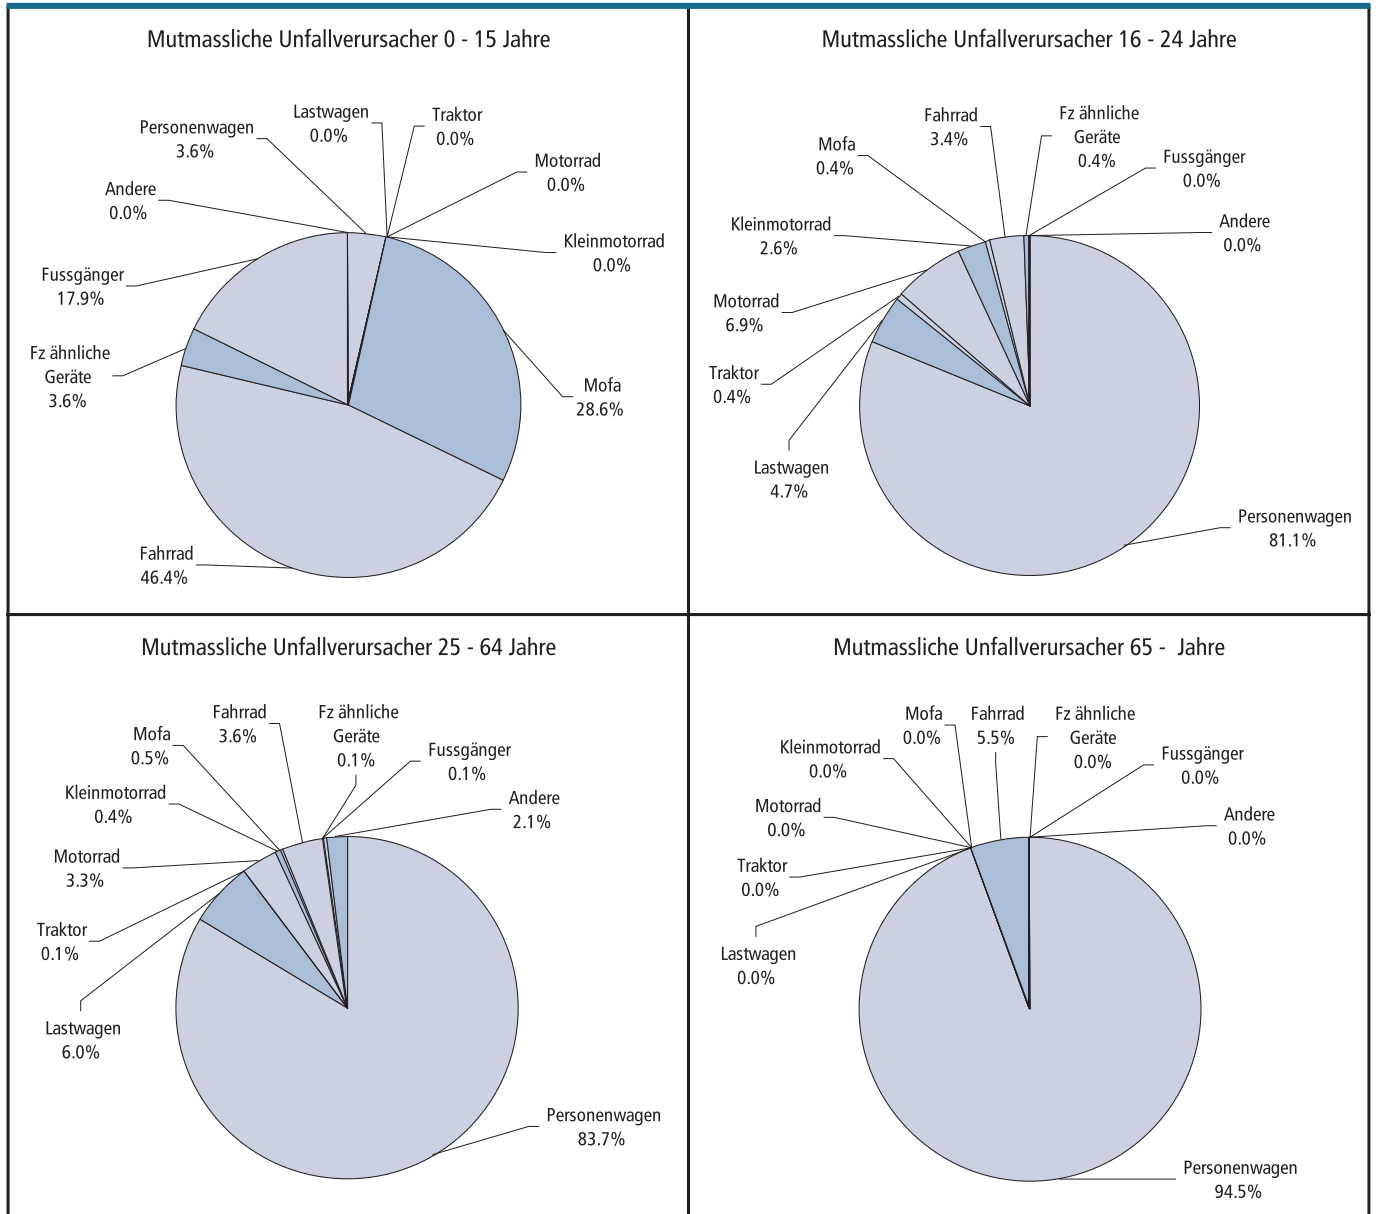 Mutmassliche Unfallverursacher 0 - 15 Jahre
Lastwagen
0.0%
Traktor
0.0%
Personenwagen
3.6%
Motorrad
0.0%
Andere
0.0%
Kleinmotorrad
0.0%
Fussgänger
17.9%
Fz ähnliche
Geräte
3.6%
Mofa
28.6%
Fahrrad
46.4%
Mutmassliche Unfallverursacher 16 - 24 Jahre
Fahrrad
3.4%
Fz ähnliche
Geräte
0.4%
Mofa
0.4%
Fussgänger
0.0%
Kleinmotorrad
2.6%
Andere
0.0%
Motorrad
6.9%
Traktor
0.4%
Lastwagen
4.7%
Personenwagen
81.1%
Mutmassliche Unfallverursacher 25 - 64 Jahre
Fahrrad
3.6%
Fz ähnliche
Geräte
0.1%
Mofa
0.5%
Fussgänger
0.1%
Kleinmotorrad
0.4%
Andere
2.1%
Motorrad
3.3%
Traktor
0.1%
Lastwagen
6.0%
Personenwagen
83.7%
Mutmassliche Unfallverursacher 65 -  Jahre
Mofa
0.0%
Fahrrad
5.5%
Fz ähnliche
Geräte
0.0%
Kleinmotorrad
0.0%
Fussgänger
0.0%
Motorrad
0.0%
Andere
0.0%
Traktor
0.0%
Lastwagen
0.0%
Personenwagen
94.5%